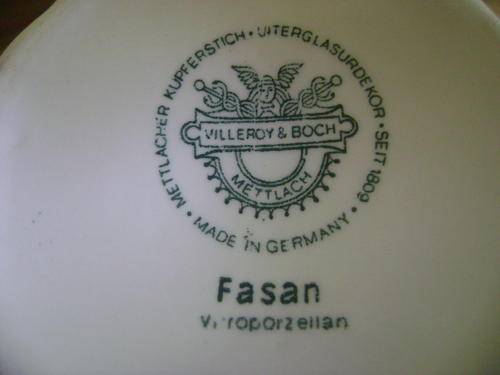 METTLACHER KUPFERSTICH • UNTERGLASURDEKOR • SEIT 1809 • MADE IN GERMANY •
VILLEROY & BOCH
METTLACH
Fasan
Vitroporzellan